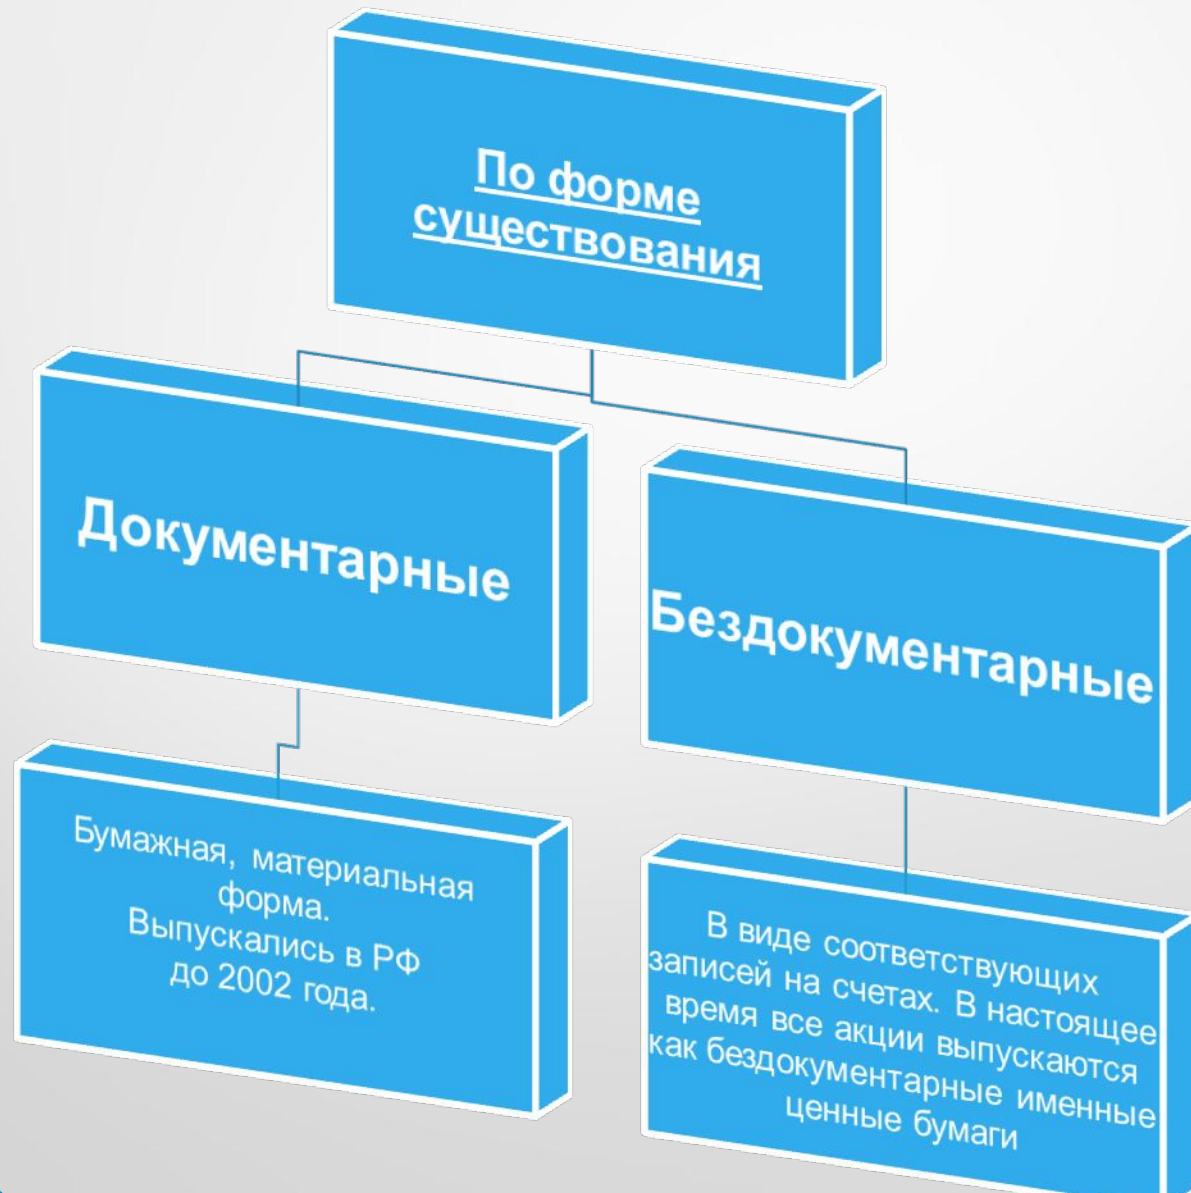 По форме
существования
Документарные
Бездокументарные
Бумажная, материальная
форма.
Выпускались в РФ
до 2002 года.
В виде соответствующих
записей на счетах. В настоящее
время все акции выпускаются
как бездокументарные именные
ценные бумаги